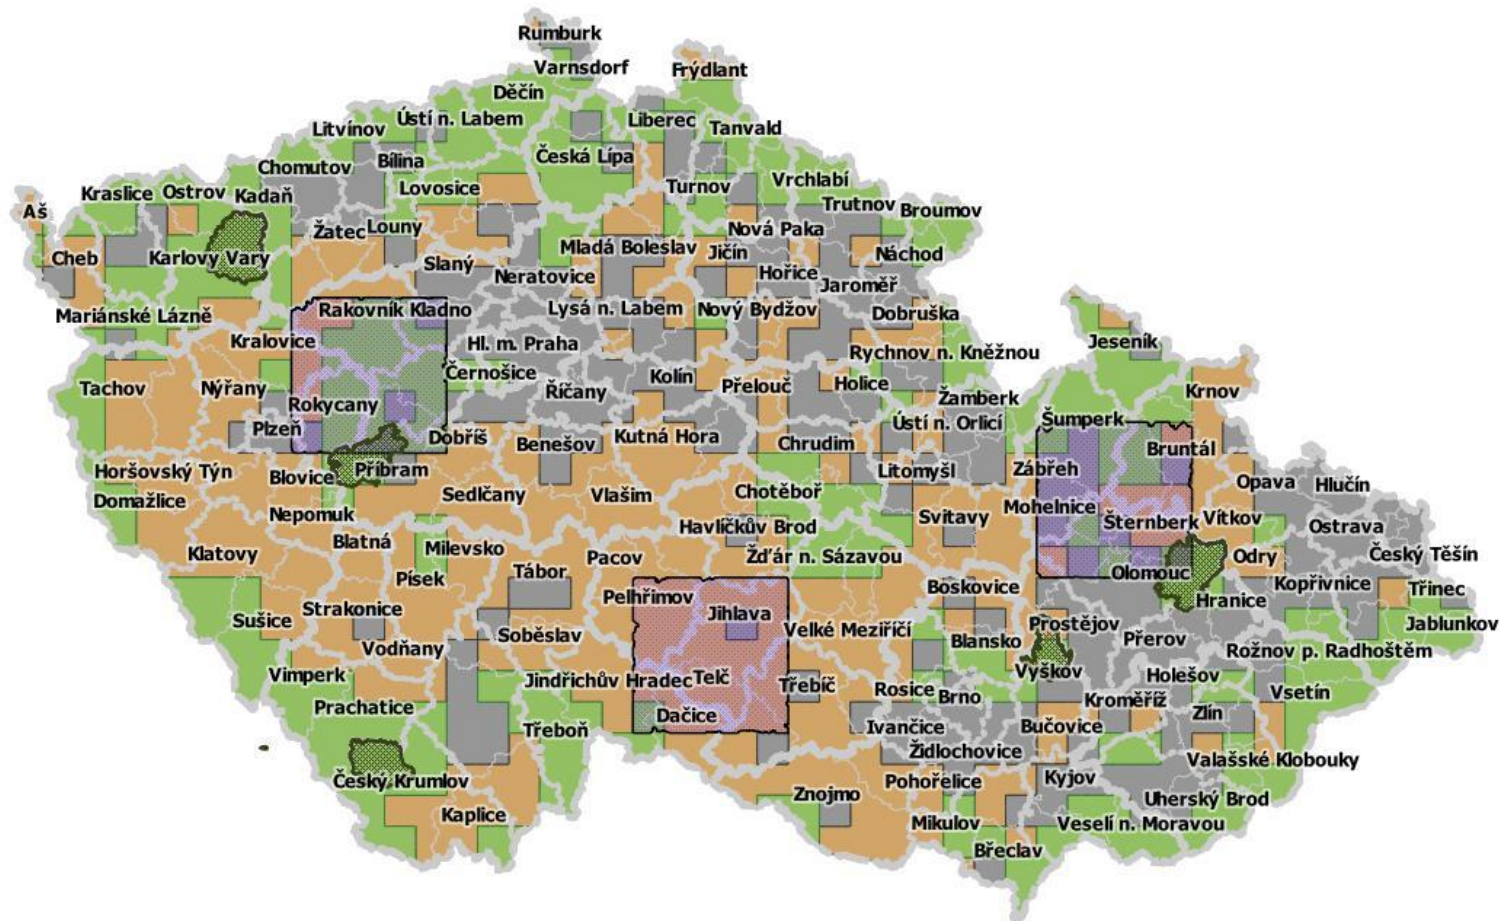 Rumburk
Varnsdorf
Frýdlant
Děčín
Ústí n. Labem
Liberec
Litvínov
Tanvald
Chomutov
Bílina
Česká Lípa
Kraslice
Ostrov
Kadaň
Lovosice
Turnov
Vrchlabí
Aš
Trutnov
Broumov
Žatec
Louny
Nová Paka
Cheb
Karlovy Vary
Slaný
Mladá Boleslav
Jičín
Náchod
Neratovice
Hořice
Jaroměř
Mariánské Lázně
Rakovník
Kladno
Lysá n. Labem
Nový Bydžov
Dobruška
Kralovice
Hl. m. Praha
Rychnov n. Kněžnou
Jeseník
Tachov
Nýřany
Černošice
Říčany
Kolín
Přelouč
Holice
Krnov
Rokycany
Žamberk
Plzeň
Dobříš
Benešov
Kutná Hora
Chrudim
Ústí n. Orlicí
Šumperk
Bruntál
Horšovský Týn
Blovice
Příbram
Litomyšl
Zábřeh
Opava
Hlučín
Domažlice
Sedlčany
Vlašim
Chotěboř
Mohelnice
Nepomuk
Havlíčkův Brod
Svitavy
Šternberk
Vítkov
Ostrava
Klatovy
Blatná
Milevsko
Pacov
Žďár n. Sázavou
Odry
Český Těšín
Písek
Tábor
Boskovice
Olomouc
Kopřivnice
Třinec
Strakonice
Pelhřimov
Jihlava
Hranice
Sušice
Soběslav
Velké Meziříčí
Blansko
Prostějov
Přerov
Jablunkov
Vodňany
Rožnov p. Radhoštěm
Vimperk
Jindřichův Hradec
Telč
Třebíč
Rosice
Brno
Vyškov
Holešov
Vsetín
Prachatice
Dačice
Kroměříž
Zlín
Třeboň
Ivančice
Bučovice
Židlochovice
Valašské Klobouky
Český Krumlov
Pohořelice
Kyjov
Znojmo
Uherský Brod
Kaplice
Mikulov
Veselí n. Moravou
Břeclav